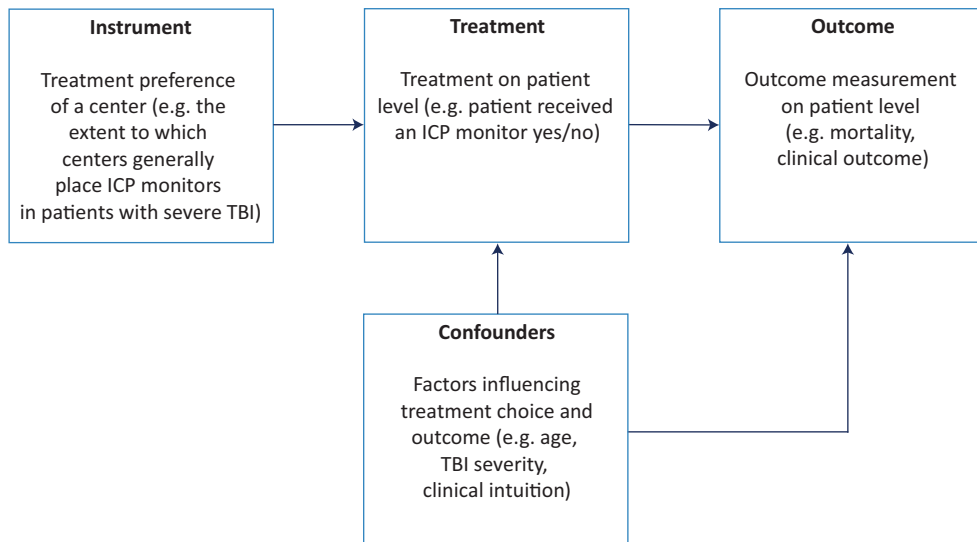 Instrument
Treatment preference
of a center (e.g. the
extent to which
centers generally
place ICP monitors
in patients with severe TBI)
Treatment
Treatment on patient
level (e.g. patient received
an ICP monitor yes/no)
Outcome
Outcome measurement
on patient level
(e.g. mortality,
clinical outcome)
Confounders
Factors influencing
treatment choice and
outcome (e.g. age,
TBI severity,
clinical intuition)